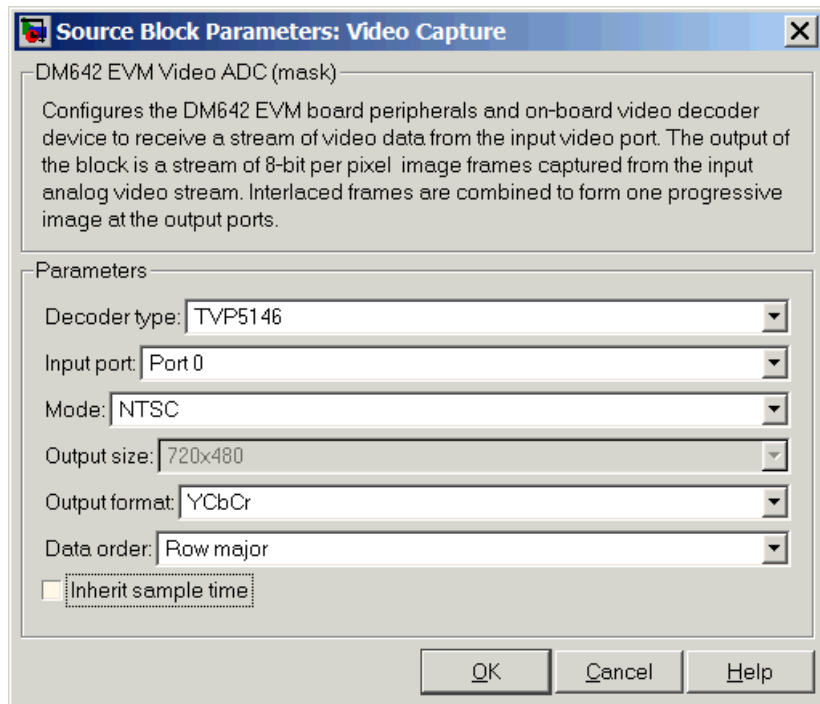 Source Block Parameters: Video Capture
DM642 EVM Video ADC (mask)
Configures the DM642 EVM board peripherals and on-board video decoder
device to receive a stream of video data from the input video port. The output of
the block is a stream of 8-bit per pixel image frames captured from the input
analog video stream. Interlaced frames are combined to form one progressive
image at the output ports.
Parameters
Decoder type: TVP5146
Input port: Port 0
Mode: NTSC
Output size: 720x480
Output format: YCbCr
Data order: Row major
Inherit sample time
OK Cancel Help